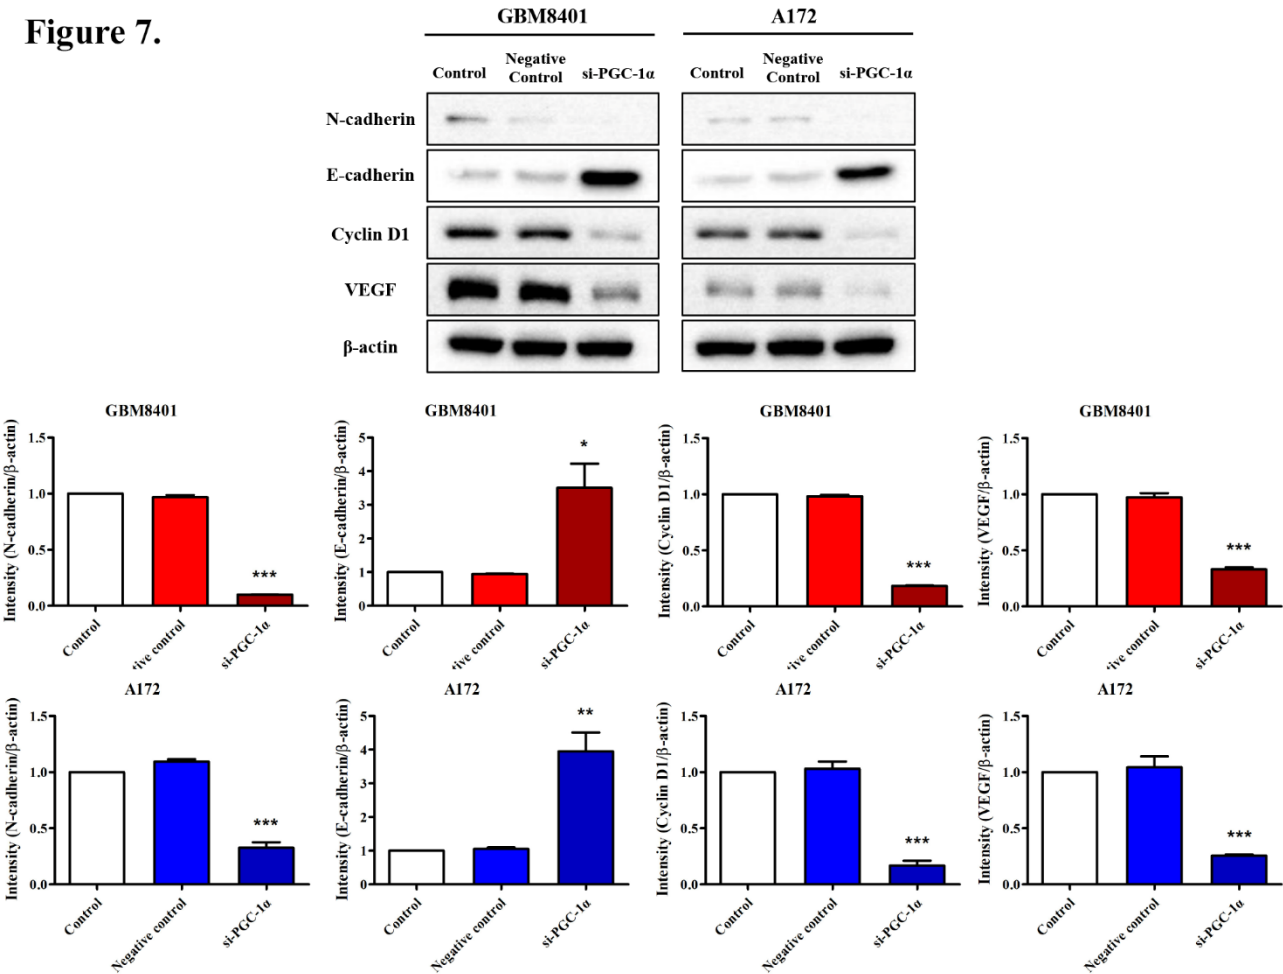 Figure 7.
GBM8401 A172
Control Negative Control si-PGC-1α Control Negative Control si-PGC-1α
N-cadherin
E-cadherin
Cyclin D1
VEGF
β-actin
GBM8401
Intensity (N-cadherin/β-actin)
1.5
1.0
0.5
0.0
***
Control
tive control
si-PGC-1α
GBM8401
Intensity (E-cadherin/β-actin)
5
4
3
2
1
0
*
Control
tive control
si-PGC-1α
GBM8401
Intensity (Cyclin D1/β-actin)
1.5
1.0
0.5
0.0
***
Control
tive control
si-PGC-1α
GBM8401
Intensity (VEGF/β-actin)
1.5
1.0
0.5
0.0
***
Control
tive control
si-PGC-1α
A172
Intensity (N-cadherin/β-actin)
1.5
1.0
0.5
0.0
***
Control
Negative control
si-PGC-1α
A172
Intensity (E-cadherin/β-actin)
5
4
3
2
1
0
**
Control
Negative control
si-PGC-1α
A172
Intensity (Cyclin D1/β-actin)
1.5
1.0
0.5
0.0
***
Control
Negative control
si-PGC-1α
A172
Intensity (VEGF/β-actin)
1.5
1.0
0.5
0.0
***
Control
Negative control
si-PGC-1α